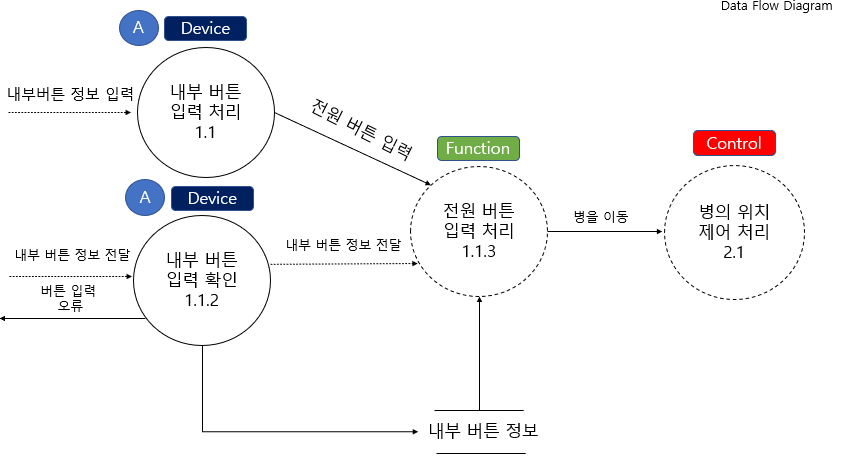 Data Flow Diagram
A
Device
내부버튼 정보 입력
내부 버튼
입력 처리
1.1
전원 버튼 입력
A
Device
내부 버튼 정보 전달
버튼 입력
오류
내부 버튼
입력 확인
1.1.2
내부 버튼 정보 전달
Function
전원 버튼
입력 처리
1.1.3
병을 이동
Control
병의 위치
제어 처리
2.1
내부 버튼 정보